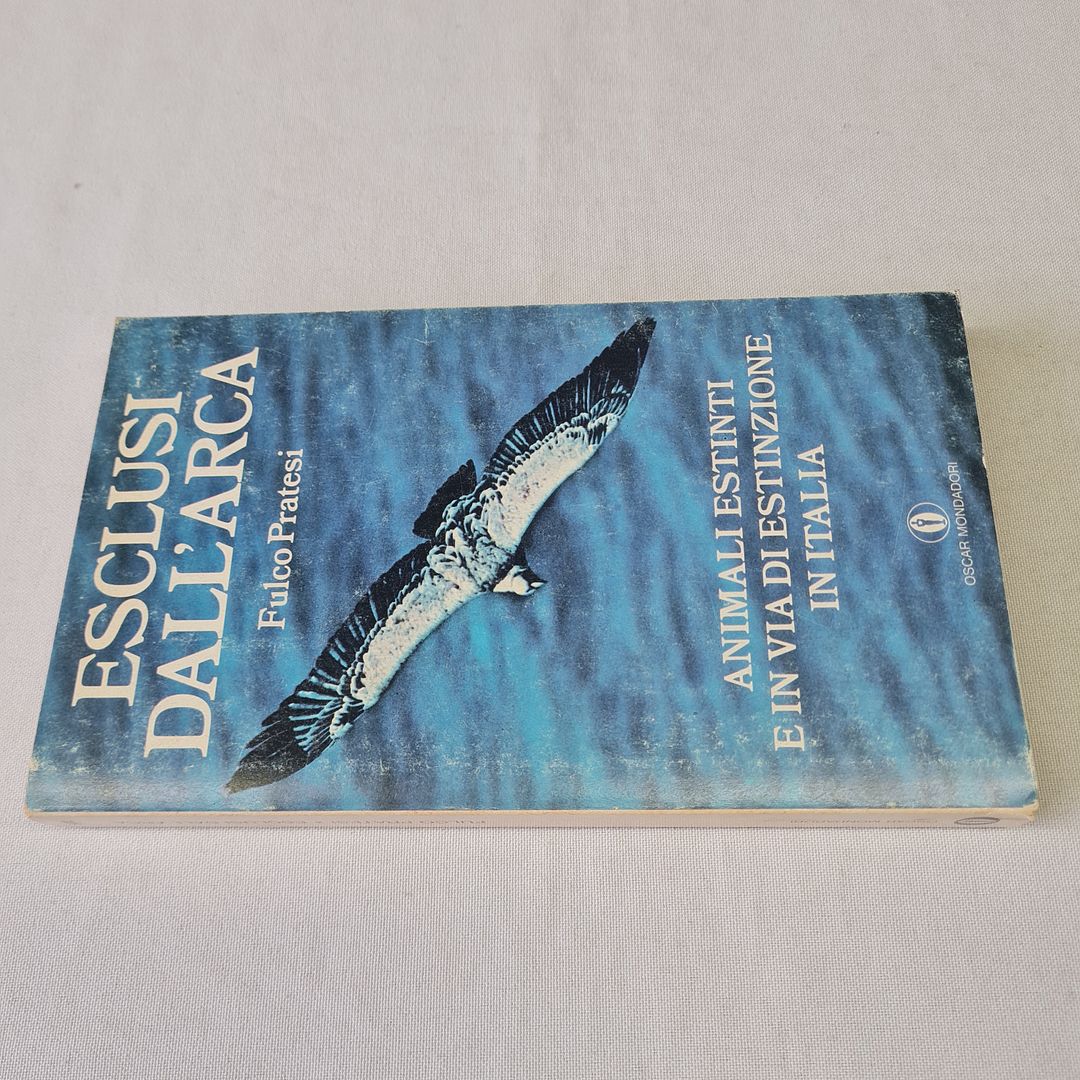 ESCLUSI
DALL'ARCA
Fulco Pratesi
ANIMALI ESTINTI
E IN VIA DI ESTINZIONE
IN ITALIA
OSCAR MONDADORI